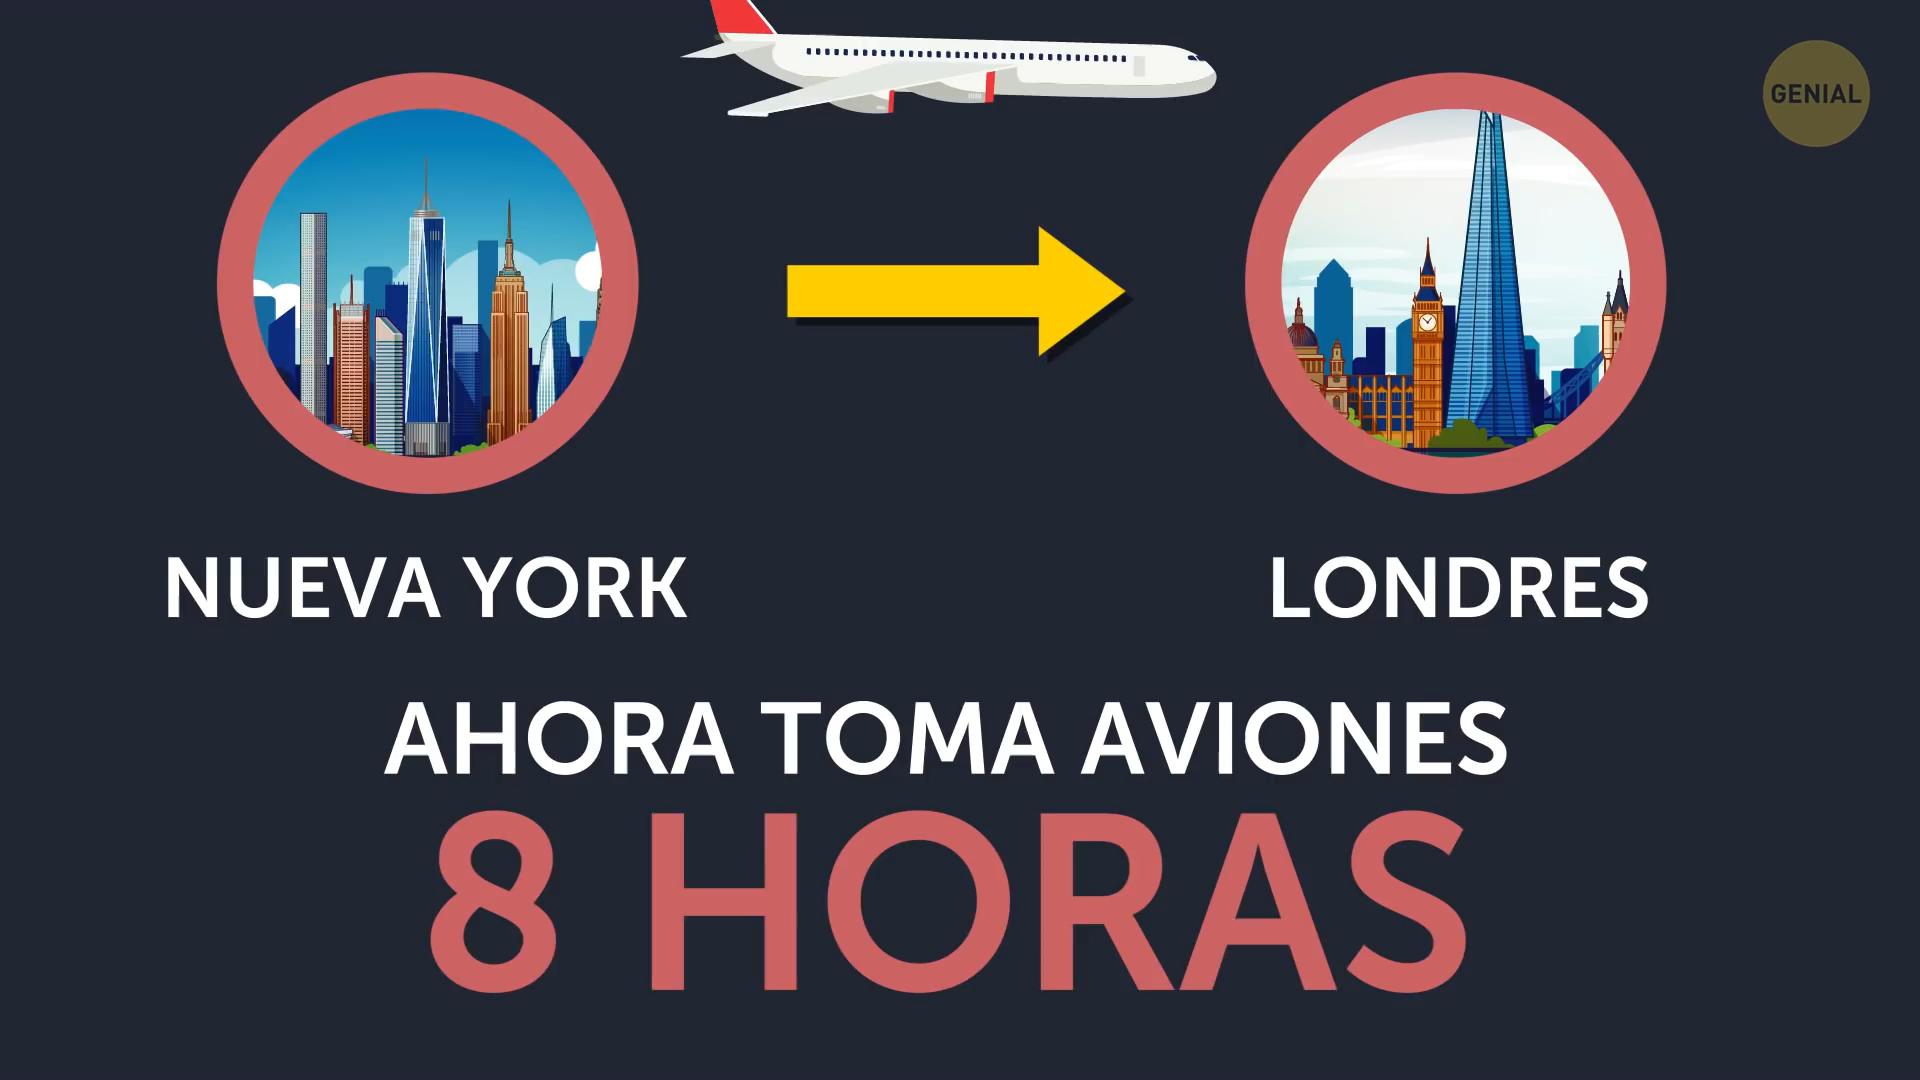 GENIAL
NUEVA YORK
LONDRES
AHORA TOMA AVIONES
8 HORAS